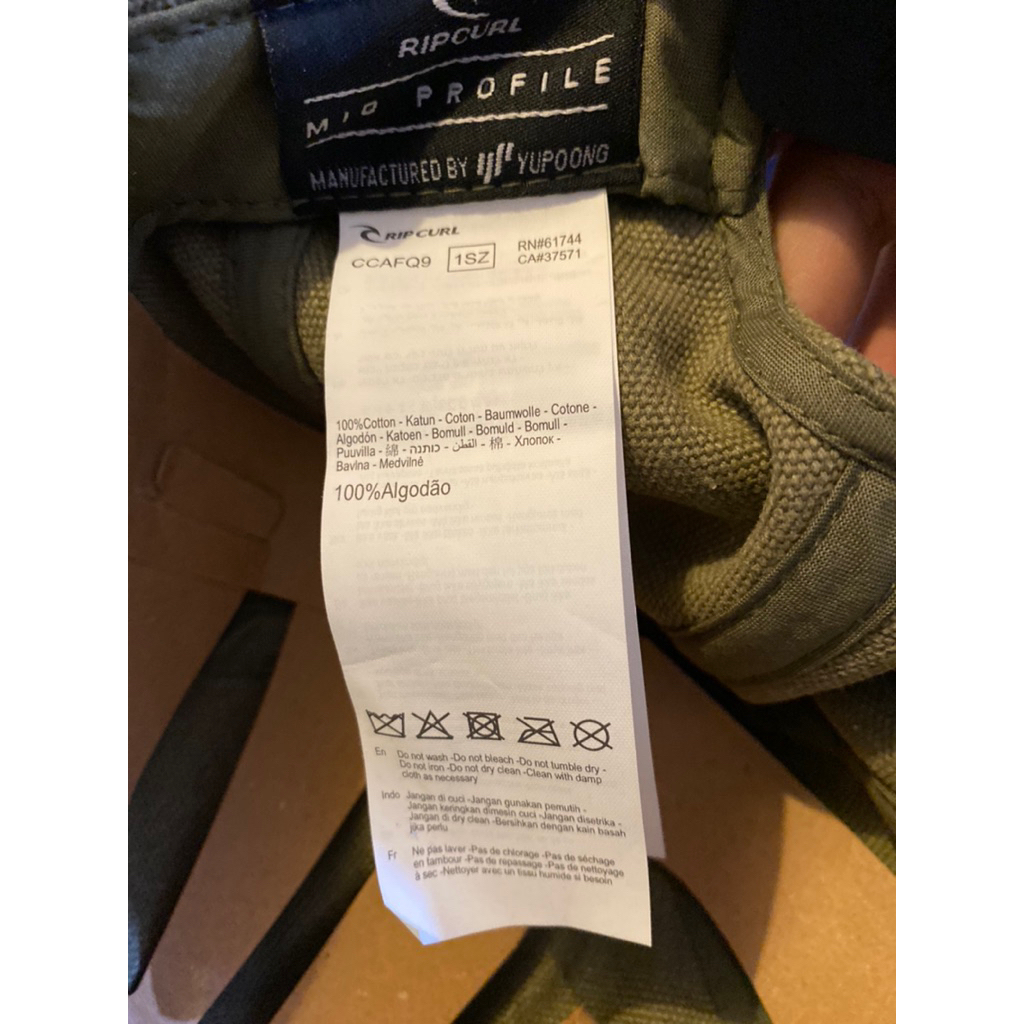 RIPCURL
MID PROFILE
MANUFACTURED BY YUPOONG
RIP CURL
CCAFQ9 1SZ RN#61744
CA#37571
100%Cotton - Katun - Coton - Baumwolle - Cotone -
Algodón - Katoen - Bomull - Bomuld - Bomull -
Puuvilla - 綿 - כותנה - القطن - 棉 - Хлопок -
Bavlna - Medvilnė
100%Algodão
En Do not wash -Do not bleach -Do not tumble dry -
Do not iron -Do not dry clean -Clean with damp
cloth as necessary
Indo Jangan di cuci -Jangan gunakan pemutih -
Jangan keringkan dimesin cuci -Jangan disetrika -
Jangan di dry clean -Bersihkan dengan kain basah
jika perlu
Fr Ne pas laver -Pas de chlorage -Pas de séchage
en tambour -Pas de repassage -Pas de nettoyage
à sec -Nettoyer avec un tissu humide si besoin